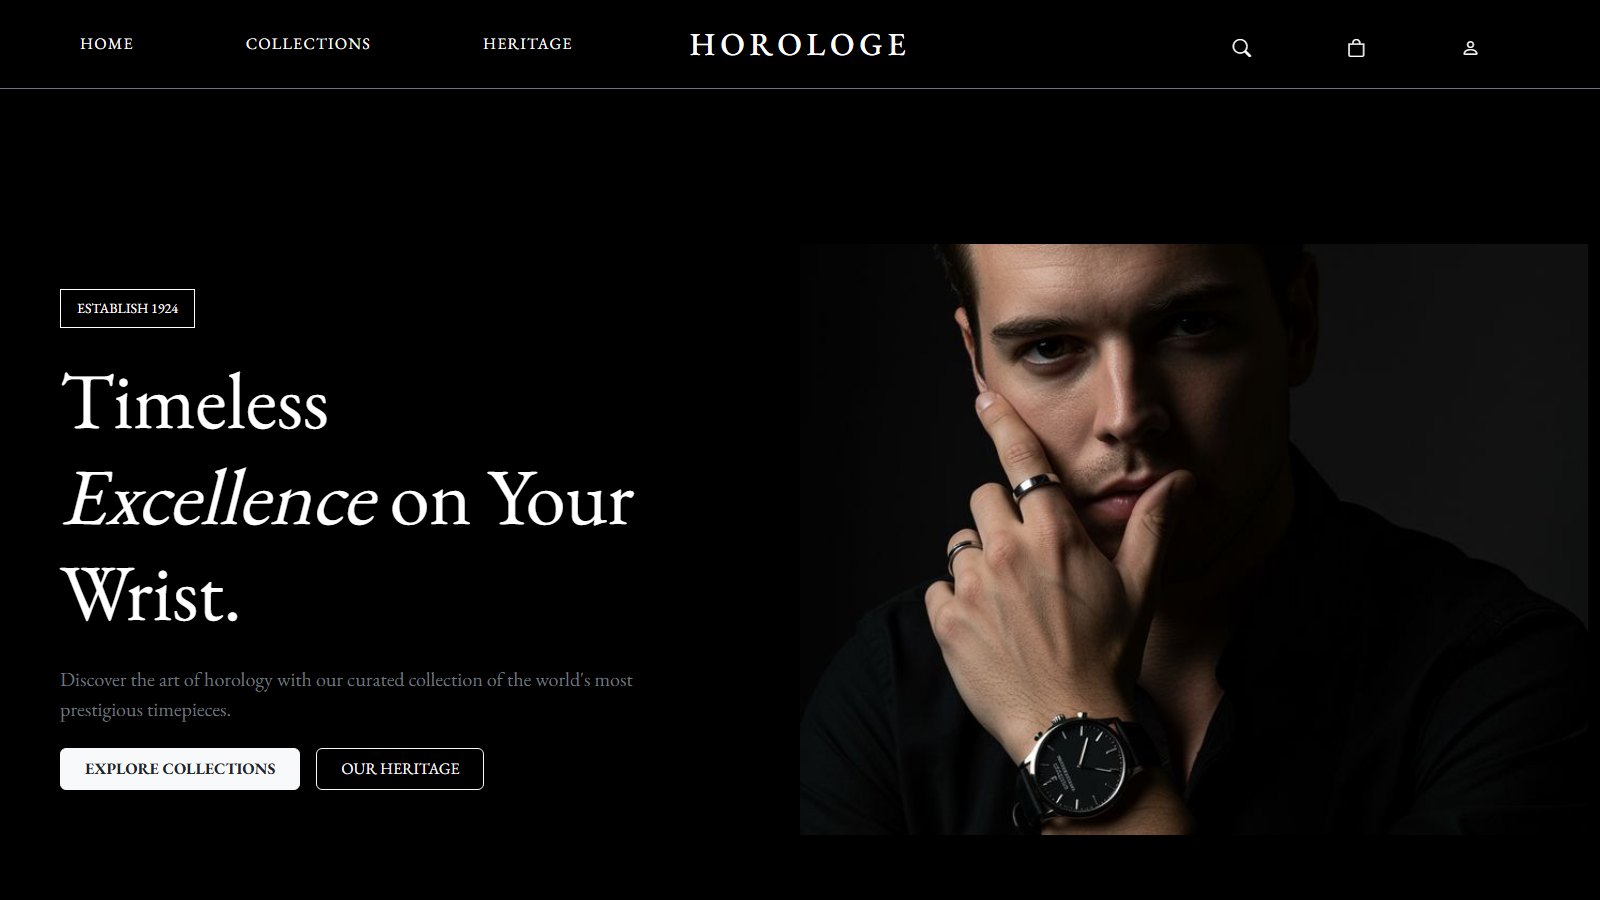 HOME COLLECTIONS HERITAGE HOROLOGE
ESTABLISH 1924
Timeless
Excellence on Your
Wrist.
Discover the art of horology with our curated collection of the world's most
prestigious timepieces.
EXPLORE COLLECTIONS OUR HERITAGE